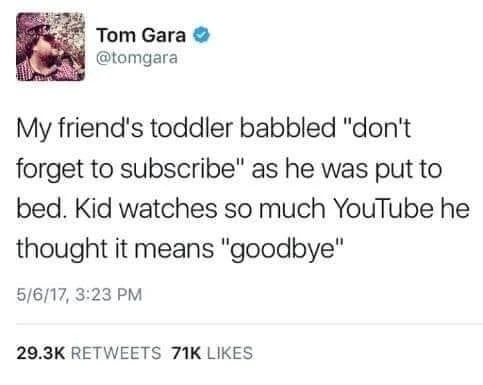 Tom Gara
@tomgara
My friend's toddler babbled "don't
forget to subscribe" as he was put to
bed. Kid watches so much YouTube he
thought it means "goodbye"
5/6/17, 3:23 PM
29.3K RETWEETS 71K LIKES